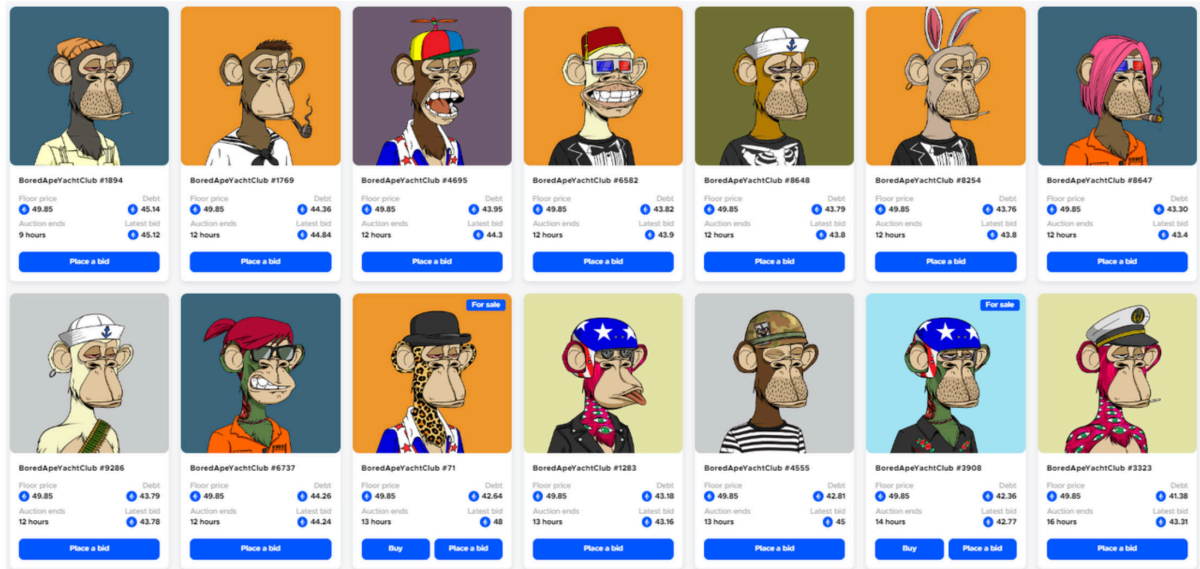 BoredApeYachtClub #1894
Floor price Debt
49.85 45.14
Auction ends Latest bid
9 hours 45.12
Place a bid
BoredApeYachtClub #1769
Floor price Debt
49.85 44.36
Auction ends Latest bid
12 hours 44.84
Place a bid
BoredApeYachtClub #4695
Floor price Debt
49.85 43.95
Auction ends Latest bid
12 hours 44.3
Place a bid
BoredApeYachtClub #6582
Floor price Debt
49.85 43.82
Auction ends Latest bid
12 hours 43.9
Place a bid
BoredApeYachtClub #8648
Floor price Debt
49.85 43.79
Auction ends Latest bid
12 hours 43.8
Place a bid
BoredApeYachtClub #8254
Floor price Debt
49.85 43.76
Auction ends Latest bid
12 hours 43.8
Place a bid
BoredApeYachtClub #8647
Floor price Debt
49.85 43.30
Auction ends Latest bid
12 hours 43.4
Place a bid
BoredApeYachtClub #9286
Floor price Debt
49.85 43.79
Auction ends Latest bid
12 hours 43.78
Place a bid
BoredApeYachtClub #6737
Floor price Debt
49.85 44.26
Auction ends Latest bid
12 hours 44.24
Place a bid
For sale
BoredApeYachtClub #71
Floor price Debt
49.85 42.64
Auction ends Latest bid
13 hours 48
Buy Place a bid
BoredApeYachtClub #1283
Floor price Debt
49.85 43.18
Auction ends Latest bid
13 hours 43.16
Place a bid
BoredApeYachtClub #4555
Floor price Debt
49.85 42.81
Auction ends Latest bid
13 hours 45
Place a bid
For sale
BoredApeYachtClub #3908
Floor price Debt
49.85 42.36
Auction ends Latest bid
14 hours 42.77
Buy Place a bid
BoredApeYachtClub #3323
Floor price Debt
49.85 41.38
Auction ends Latest bid
16 hours 43.31
Place a bid